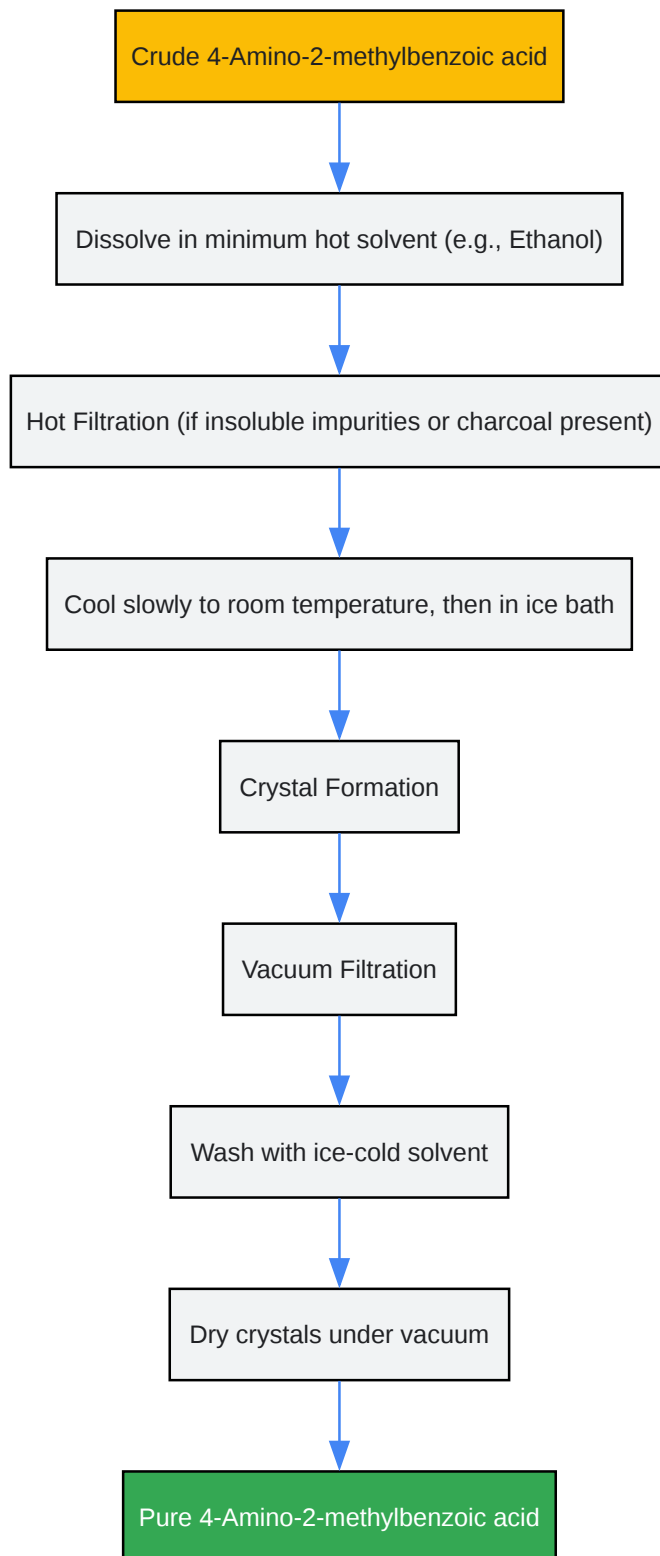 Crude 4-Amino-2-methylbenzoic acid
Dissolve in minimum hot solvent (e.g., Ethanol)
Hot Filtration (if insoluble impurities or charcoal present)
Cool slowly to room temperature, then in ice bath
Crystal Formation
Vacuum Filtration
Wash with ice-cold solvent
Dry crystals under vacuum
Pure 4-Amino-2-methylbenzoic acid